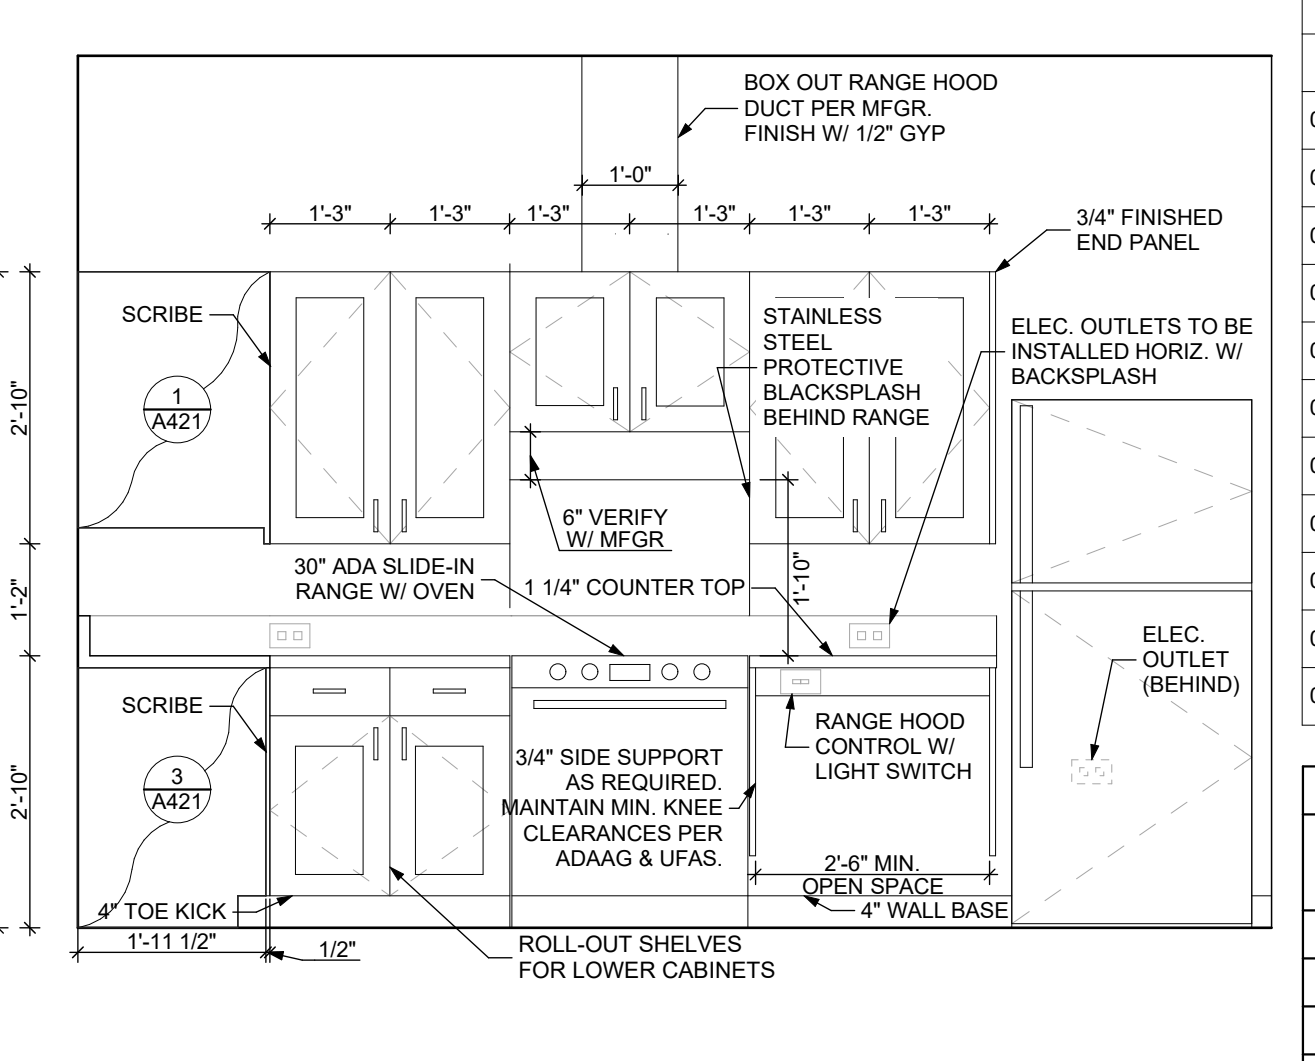 BOX OUT RANGE HOOD
DUCT PER MFGR.
FINISH W/ 1/2" GYP
1'-0"
1'-3"
1'-3"
1'-3"
1'-3"
1'-3"
1'-3"
3/4" FINISHED
END PANEL
SCRIBE
STAINLESS
STEEL
PROTECTIVE
BLACKSPLASH
BEHIND RANGE
ELEC. OUTLETS TO BE
INSTALLED HORIZ. W/
BACKSPLASH
2'-10"
1
A421
6" VERIFY
W/ MFGR
30" ADA SLIDE-IN
RANGE W/ OVEN
1 1/4" COUNTER TOP
1'-10"
1'-2"
ELEC.
OUTLET
(BEHIND)
SCRIBE
RANGE HOOD
CONTROL W/
LIGHT SWITCH
3/4" SIDE SUPPORT
AS REQUIRED.
MAINTAIN MIN. KNEE
CLEARANCES PER
ADAAG & UFAS.
2'-10"
3
A421
2'-6" MIN.
OPEN SPACE
4" TOE KICK
4" WALL BASE
1'-11 1/2"
1/2"
ROLL-OUT SHELVES
FOR LOWER CABINETS